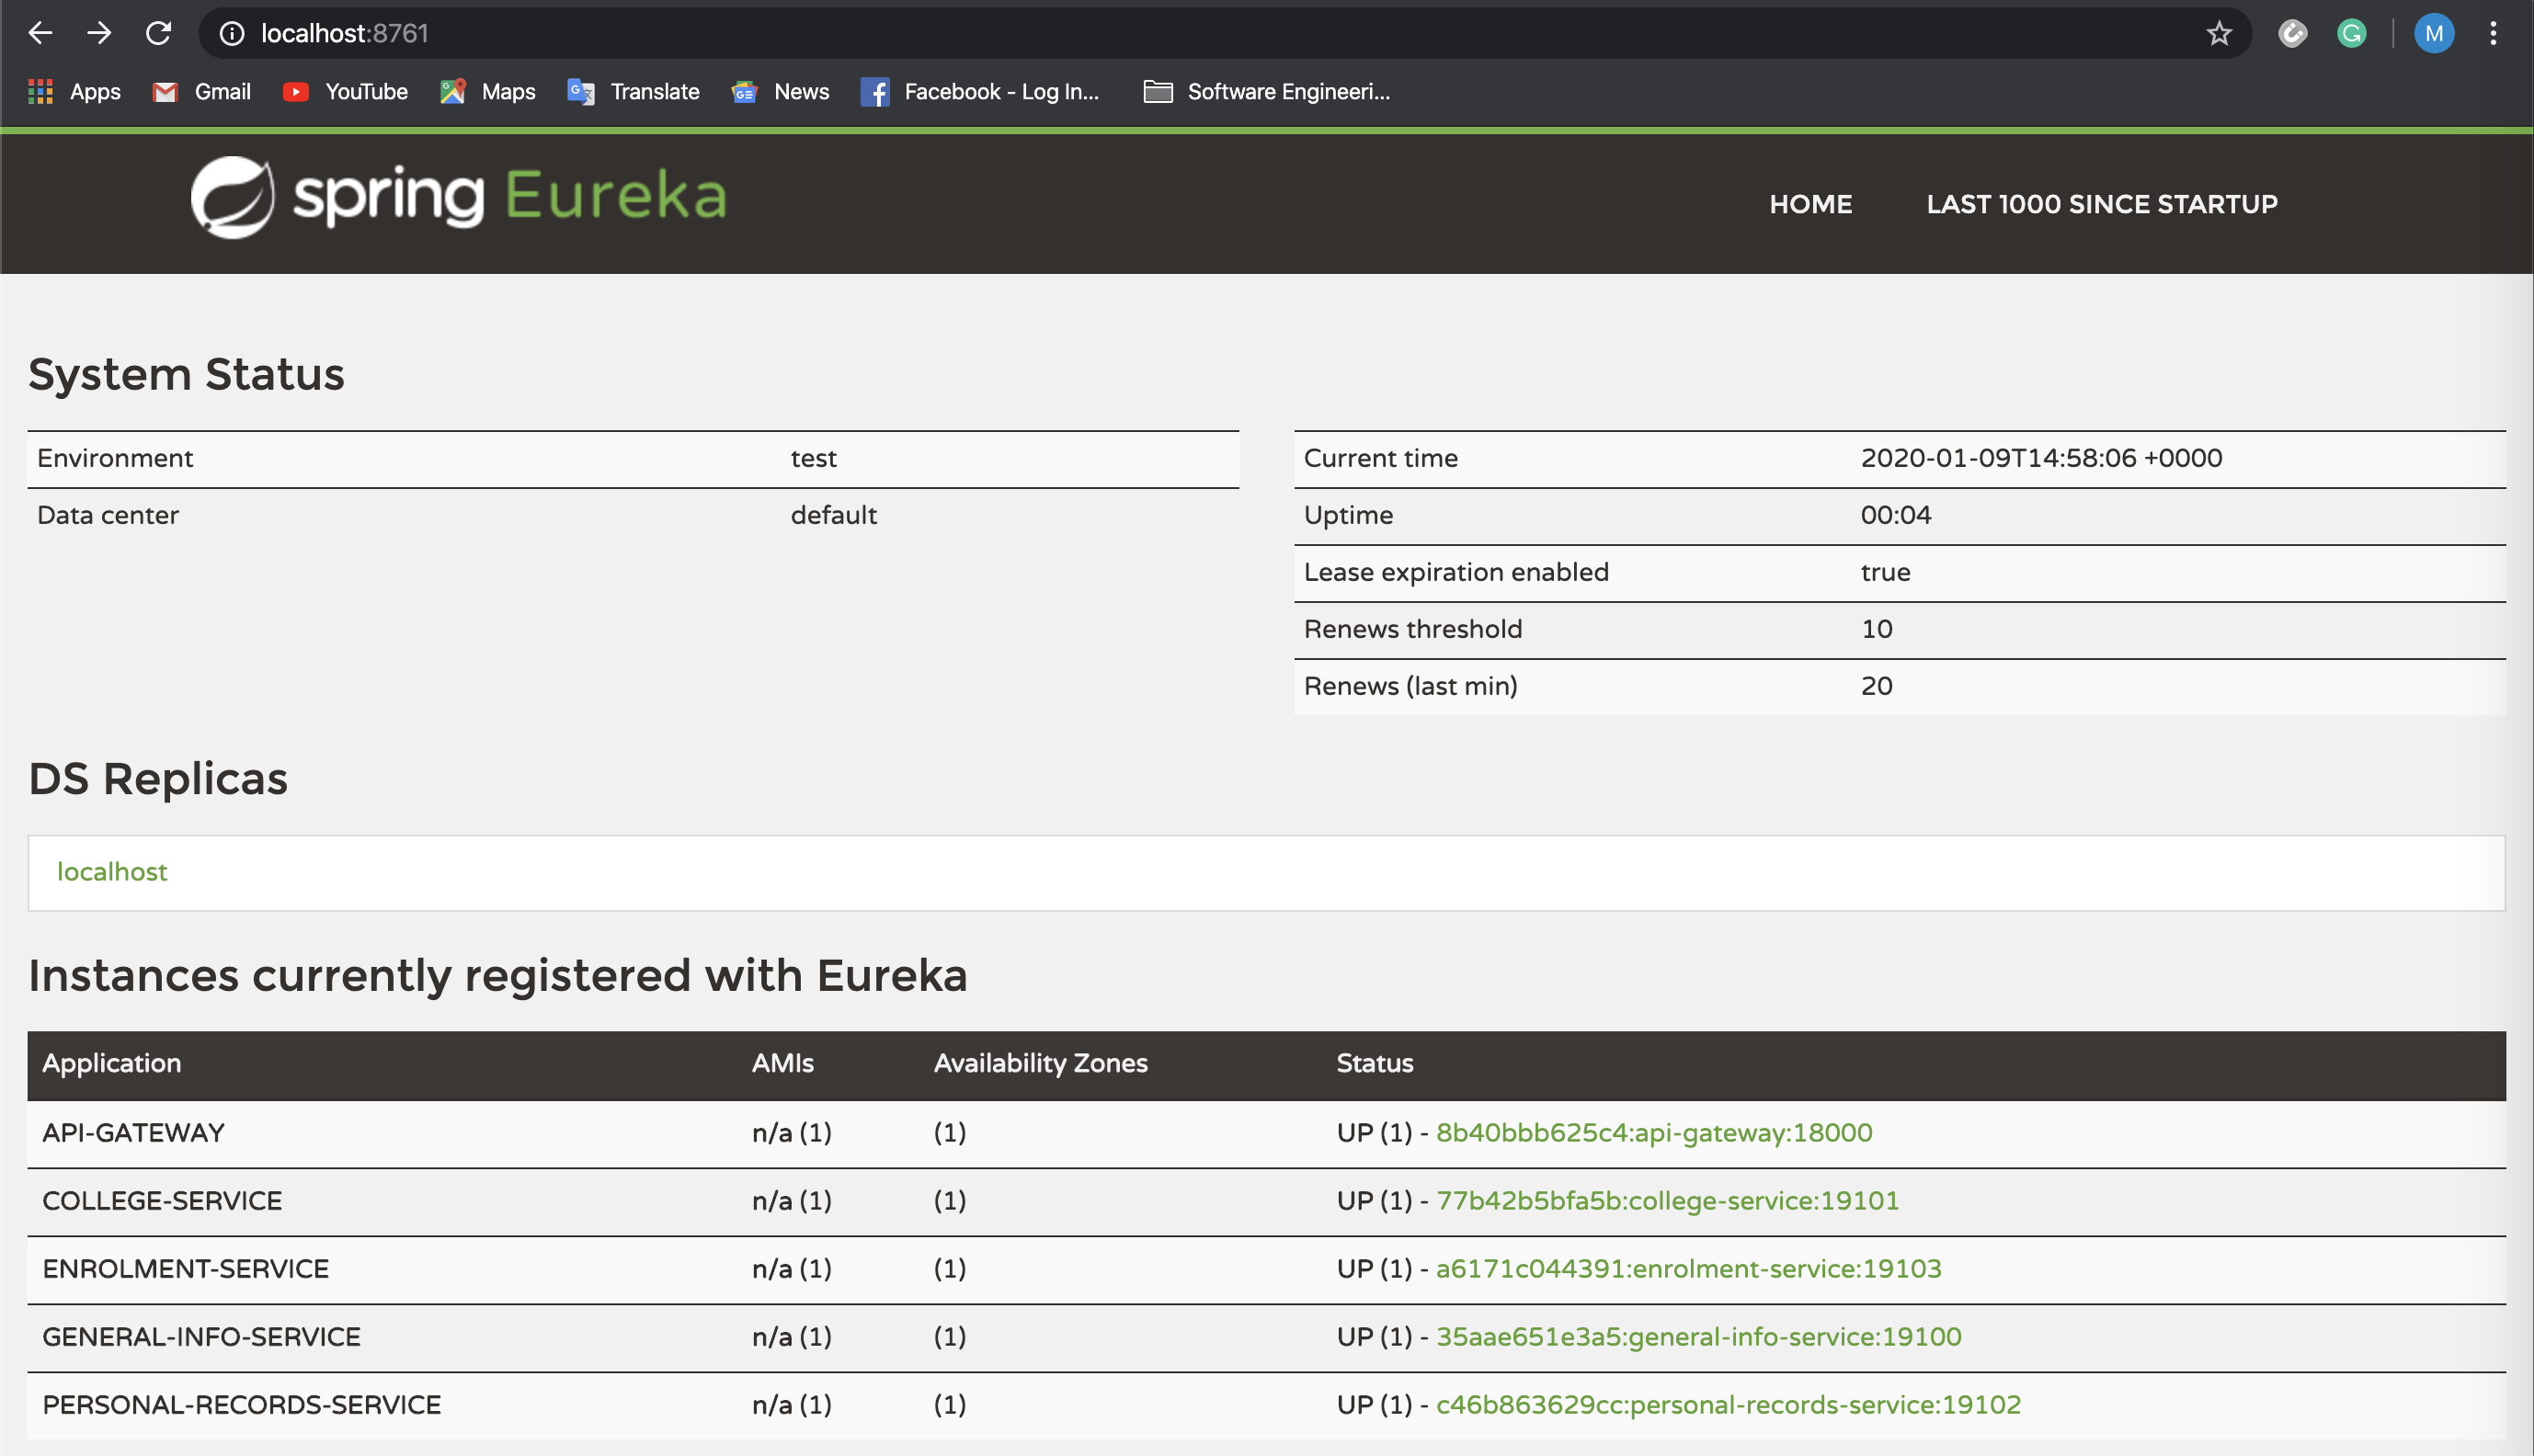 localhost:8761
M
Apps Gmail YouTube Maps Translate News Facebook - Log In... Software Engineeri...
spring Eureka
HOME LAST 1000 SINCE STARTUP
System Status
Environment test
Data center default
Current time 2020-01-09T14:58:06 +0000
Uptime 00:04
Lease expiration enabled true
Renews threshold 10
Renews (last min) 20
DS Replicas
localhost
Instances currently registered with Eureka
Application AMIs Availability Zones Status
API-GATEWAY n/a (1) (1) UP (1) - 8b40bbb625c4:api-gateway:18000
COLLEGE-SERVICE n/a (1) (1) UP (1) - 77b42b5bfa5b:college-service:19101
ENROLMENT-SERVICE n/a (1) (1) UP (1) - a6171c044391:enrolment-service:19103
GENERAL-INFO-SERVICE n/a (1) (1) UP (1) - 35aae651e3a5:general-info-service:19100
PERSONAL-RECORDS-SERVICE n/a (1) (1) UP (1) - c46b863629cc:personal-records-service:19102